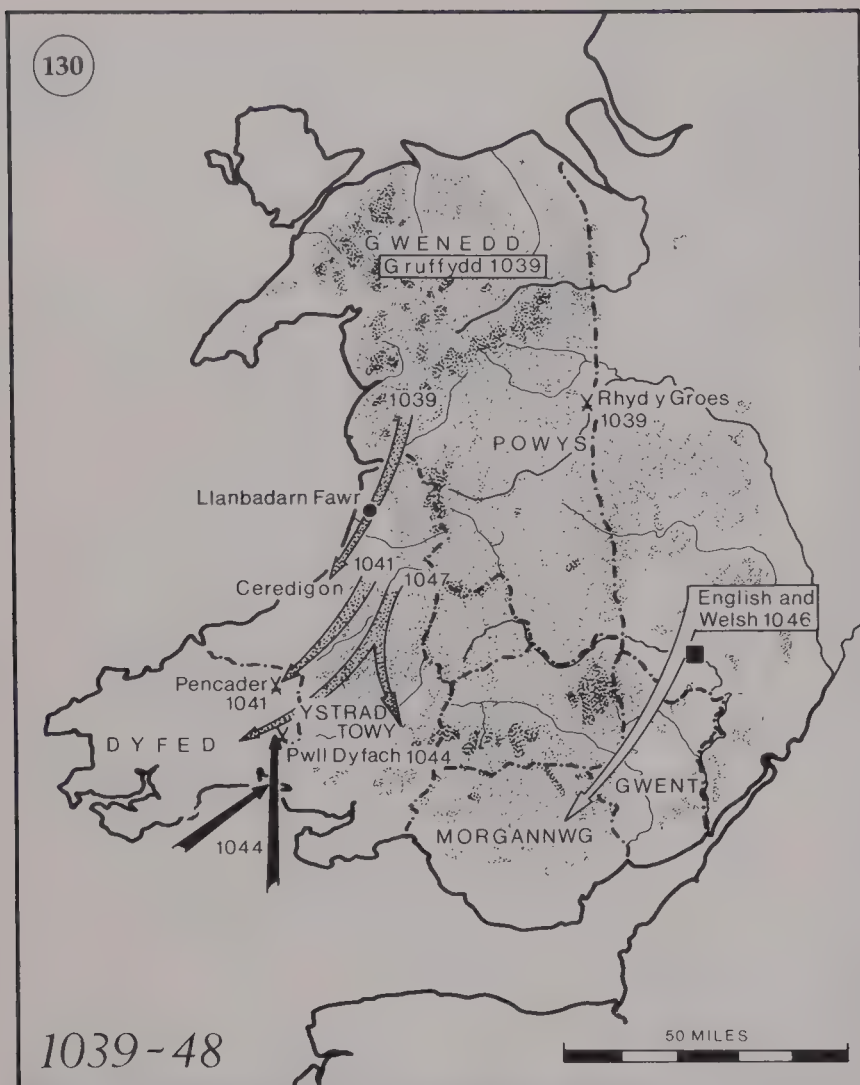 130
GWENEDD
Gruffydd 1039
1039
Rhyd y Groes
1039
POWYS
Llanbadarn Fawr
1041
1047
Ceredigon
English and
Welsh 1046
Pencader
1041
YSTRAD
TOWY
DYFED
Pwll Dyfach 1044
GWENT
MORGANNWG
1044
1039-48
50 MILES